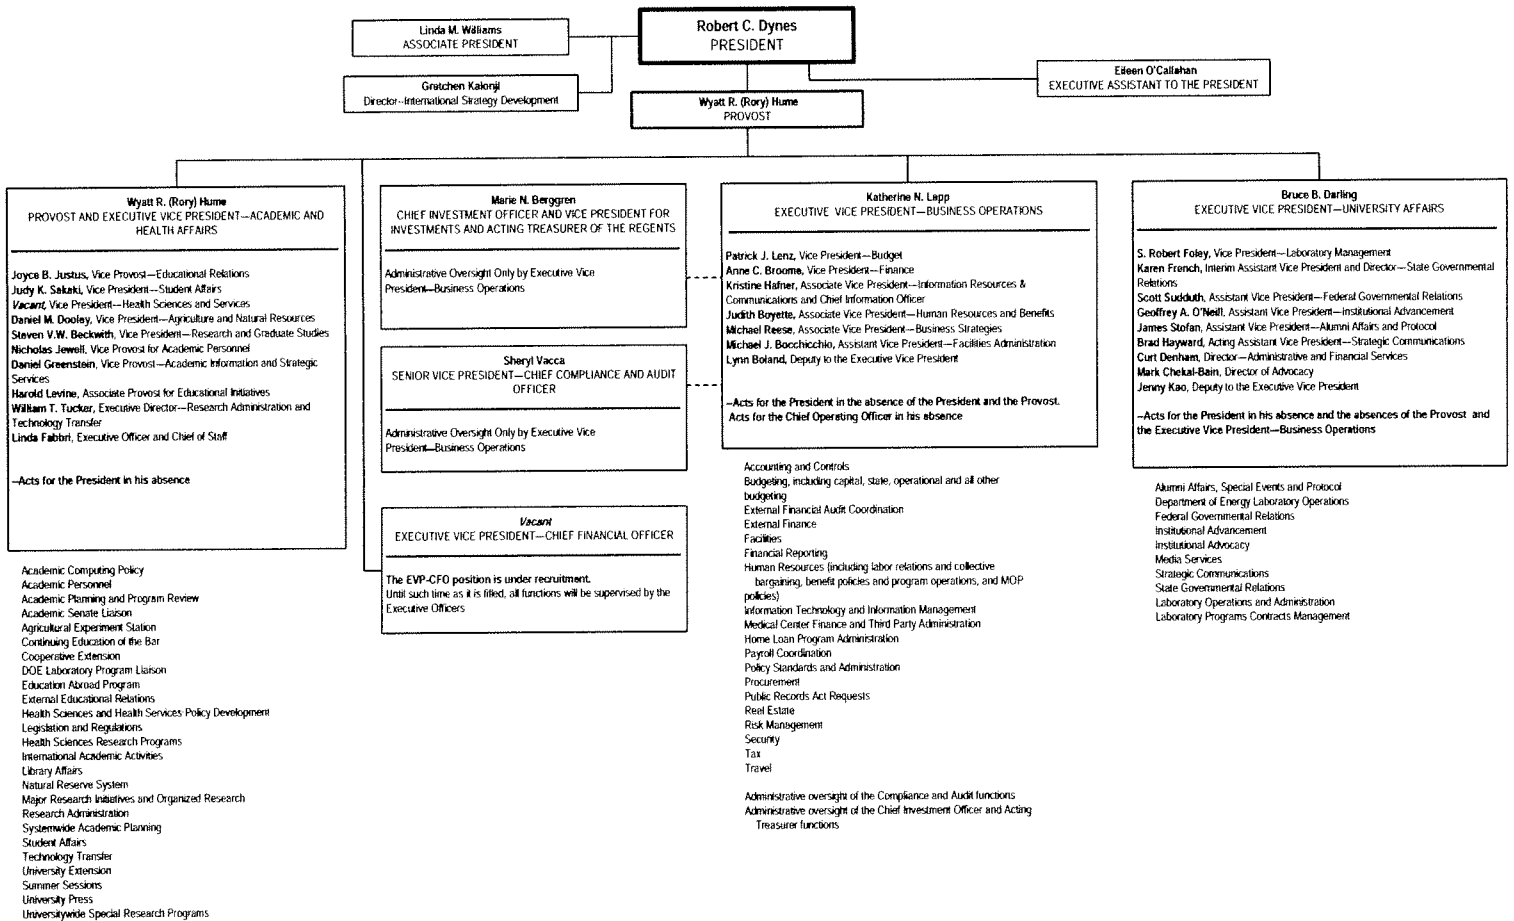 Robert C. Dynes
PRESIDENT
Linda M. Williams
ASSOCIATE PRESIDENT
Gretchen Kalonji
Director--International Strategy Development
Eileen O'Callahan
EXECUTIVE ASSISTANT TO THE PRESIDENT
Wyatt R. (Rory) Hume
PROVOST
Wyatt R. (Rory) Hume
PROVOST AND EXECUTIVE VICE PRESIDENT—ACADEMIC AND
HEALTH AFFAIRS
Joyce B. Justus, Vice Provost—Educational Relations
Judy K. Sakaki, Vice President—Student Affairs
Vacant, Vice President—Health Sciences and Services
Daniel M. Dooley, Vice President—Agriculture and Natural Resources
Steven V.W. Beckwith, Vice President—Research and Graduate Studies
Nicholas Jewell, Vice Provost for Academic Personnel
Daniel Greenstein, Vice Provost—Academic Information and Strategic
Services
Harold Levine, Associate Provost for Educational Initiatives
William T. Tucker, Executive Director—Research Administration and
Technology Transfer
Linda Fabbri, Executive Officer and Chief of Staff
--Acts for the President in his absence
Academic Computing Policy
Academic Personnel
Academic Planning and Program Review
Academic Senate Liaison
Agricultural Experiment Station
Continuing Education of the Bar
Cooperative Extension
DOE Laboratory Program Liaison
Education Abroad Program
External Educational Relations
Health Sciences and Health Services Policy Development
Legislation and Regulations
Health Sciences Research Programs
International Academic Activities
Library Affairs
Natural Reserve System
Major Research Initiatives and Organized Research
Research Administration
Systemwide Academic Planning
Student Affairs
Technology Transfer
University Extension
Summer Sessions
University Press
Universitywide Special Research Programs
Marie N. Berggren
CHIEF INVESTMENT OFFICER AND VICE PRESIDENT FOR
INVESTMENTS AND ACTING TREASURER OF THE REGENTS
Administrative Oversight Only by Executive Vice
President—Business Operations
Sheryl Vacca
SENIOR VICE PRESIDENT—CHIEF COMPLIANCE AND AUDIT
OFFICER
Administrative Oversight Only by Executive Vice
President—Business Operations
Vacant
EXECUTIVE VICE PRESIDENT—CHIEF FINANCIAL OFFICER
The EVP-CFO position is under recruitment.
Until such time as it is filled, all functions will be supervised by the
Executive Officers
Katherine N. Lapp
EXECUTIVE VICE PRESIDENT—BUSINESS OPERATIONS
Patrick J. Lenz, Vice President—Budget
Anne C. Broome, Vice President—Finance
Kristine Hafner, Associate Vice President—Information Resources &
Communications and Chief Information Officer
Judith Boyette, Associate Vice President—Human Resources and Benefits
Michael Reese, Associate Vice President—Business Strategies
Michael J. Bocchicchio, Assistant Vice President—Facilities Administration
Lynn Boland, Deputy to the Executive Vice President
--Acts for the President in the absence of the President and the Provost.
Acts for the Chief Operating Officer in his absence
Accounting and Controls
Budgeting, including capital, state, operational and all other
budgeting
External Financial Audit Coordination
External Finance
Facilities
Financial Reporting
Human Resources (including labor relations and collective
bargaining, benefit policies and program operations, and MOP
policies)
Information Technology and Information Management
Medical Center Finance and Third Party Administration
Home Loan Program Administration
Payroll Coordination
Policy Standards and Administration
Procurement
Public Records Act Requests
Real Estate
Risk Management
Security
Tax
Travel
Administrative oversight of the Compliance and Audit functions
Administrative oversight of the Chief Investment Officer and Acting
Treasurer functions
Bruce B. Darling
EXECUTIVE VICE PRESIDENT—UNIVERSITY AFFAIRS
S. Robert Foley, Vice President—Laboratory Management
Karen French, Interim Assistant Vice President and Director—State Governmental
Relations
Scott Sudduth, Assistant Vice President—Federal Governmental Relations
Geoffrey A. O'Neill, Assistant Vice President—Institutional Advancement
James Stofan, Assistant Vice President—Alumni Affairs and Protocol
Brad Hayward, Acting Assistant Vice President—Strategic Communications
Curt Denham, Director—Administrative and Financial Services
Mark Chekal-Bain, Director of Advocacy
Jenny Kao, Deputy to the Executive Vice President
--Acts for the President in his absence and the absences of the Provost and
the Executive Vice President—Business Operations
Alumni Affairs, Special Events and Protocol
Department of Energy Laboratory Operations
Federal Governmental Relations
Institutional Advancement
Institutional Advocacy
Media Services
Strategic Communications
State Governmental Relations
Laboratory Operations and Administration
Laboratory Programs Contracts Management